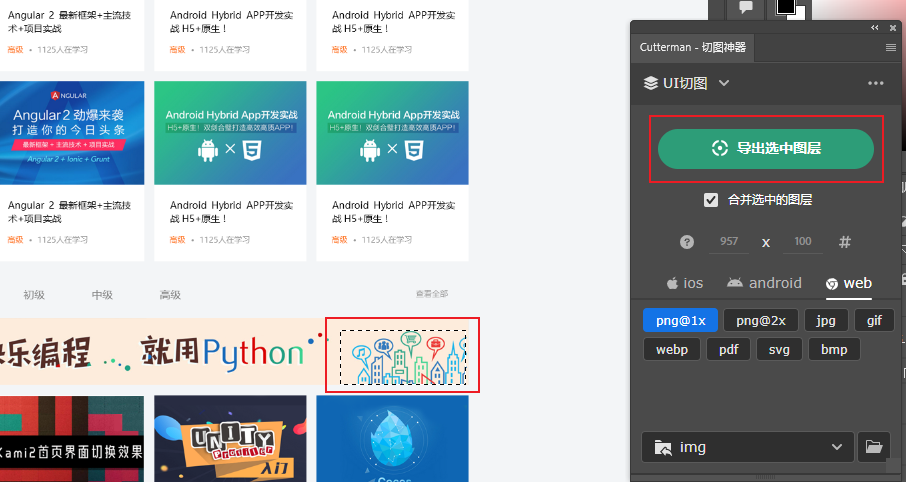 Android Hybrid APP开发实
战 H5+原生！
Android Hybrid APP开发实
战 H5+原生！
Angular 2 最新框架+主流技
术+项目实战
高级 • 1125人在学习
高级 • 1125人在学习
高级 • 1125人在学习
ANGULAR
Angular2 劲爆来袭
打造你的今日头条
最新框架 + 主流技术 + 项目实战
Angular 2 + Ionic + Grunt
Android Hybrid App开发实战
H5+原生！双剑合璧打造高效高质APP！
Android Hybrid App开发实战
H5+原生！双剑合璧打造高效高质APP！
Angular 2 最新框架+主流技
术+项目实战
高级 • 1125人在学习
Android Hybrid APP开发实
战 H5+原生！
高级 • 1125人在学习
Android Hybrid APP开发实
战 H5+原生！
高级 • 1125人在学习
初级 中级 高级 查看全部
乐编程 就用Python
Kami2首页界面切换效果
UNITY
入门
Cocos
Cutterman - 切图神器
UI切图
导出选中图层
合并选中的图层
? 957 x 100 #
ios android web
png@1x png@2x jpg gif
webp pdf svg bmp
img